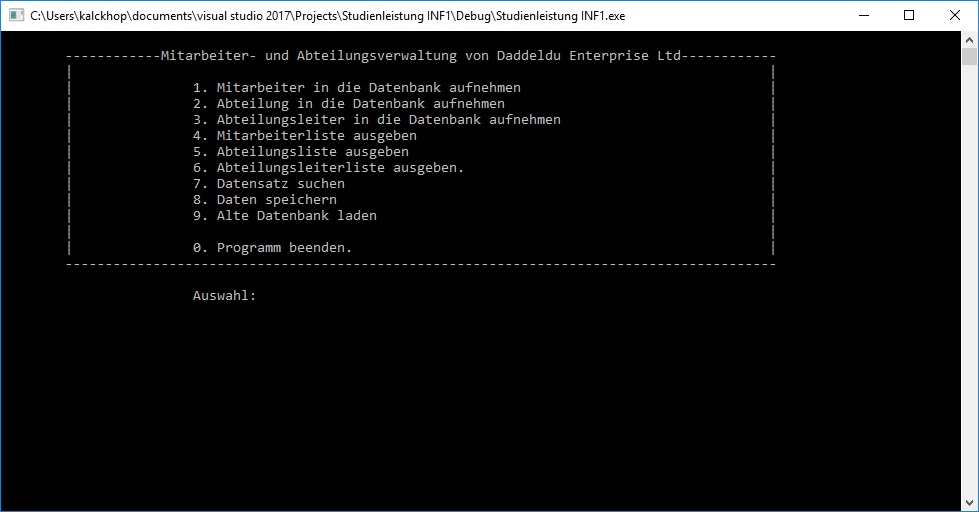 C:\Users\kalckhop\documents\visual studio 2017\Projects\Studienleistung INF1\Debug\Studienleistung INF1.exe
------------Mitarbeiter- und Abteilungsverwaltung von Daddeldu Enterprise Ltd------------
1. Mitarbeiter in die Datenbank aufnehmen
2. Abteilung in die Datenbank aufnehmen
3. Abteilungsleiter in die Datenbank aufnehmen
4. Mitarbeiterliste ausgeben
5. Abteilungsliste ausgeben
6. Abteilungsleiterliste ausgeben.
7. Datensatz suchen
8. Daten speichern
9. Alte Datenbank laden
0. Programm beenden.
Auswahl: